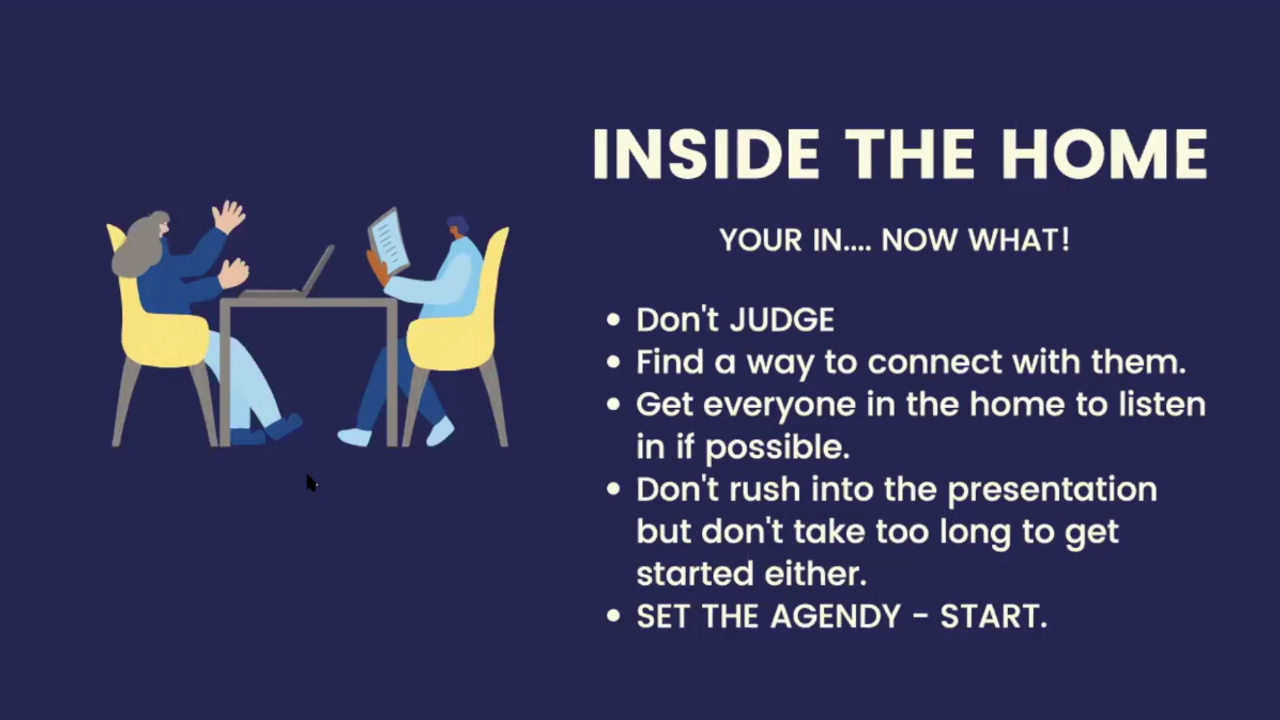 INSIDE THE HOME
YOUR IN.... NOW WHAT!
• Don't JUDGE
• Find a way to connect with them.
• Get everyone in the home to listen
in if possible.
• Don't rush into the presentation
but don't take too long to get
started either.
• SET THE AGENDY - START.